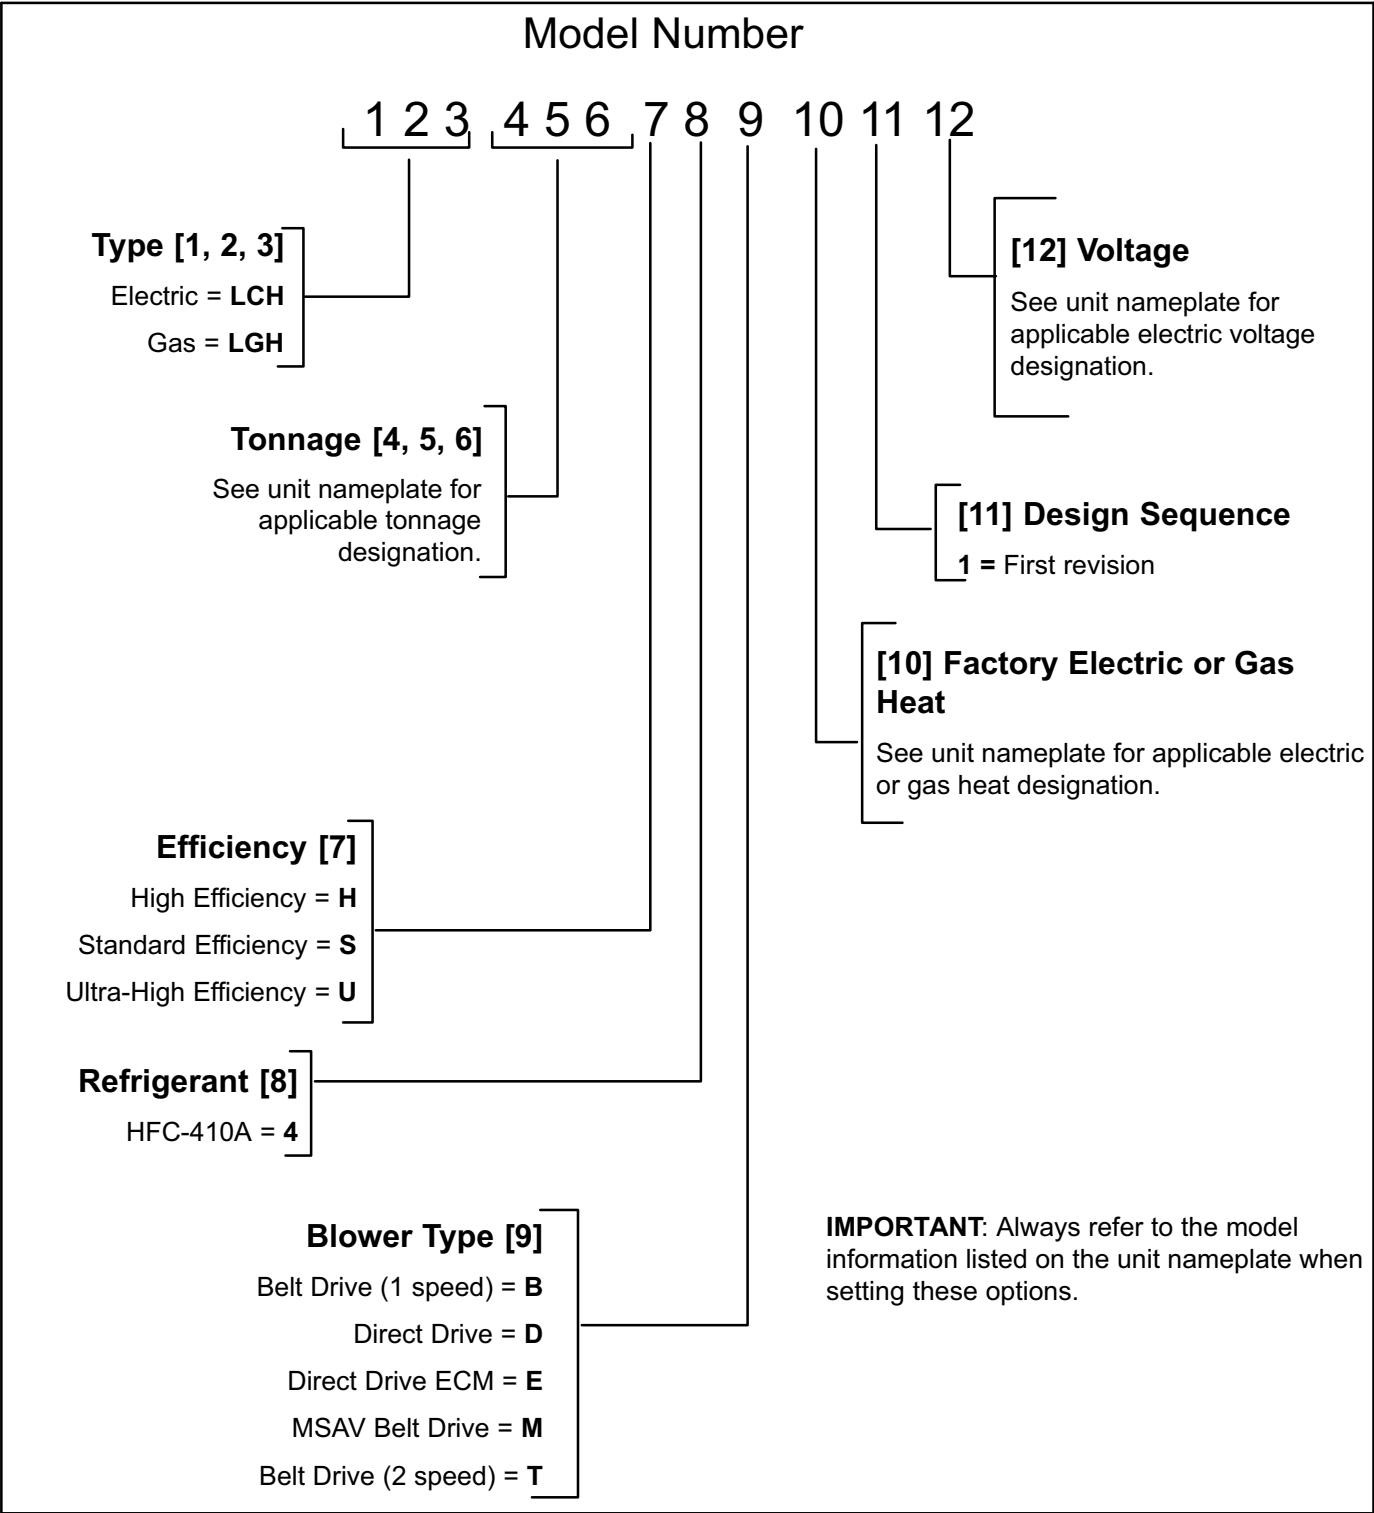 Model Number
1 2 3 4 5 6 7 8 9 10 11 12
Type [1, 2, 3]
Electric = LCH
Gas = LGH
[12] Voltage
See unit nameplate for
applicable electric voltage
designation.
Tonnage [4, 5, 6]
See unit nameplate for
applicable tonnage
designation.
[11] Design Sequence
1 = First revision
[10] Factory Electric or Gas
Heat
See unit nameplate for applicable electric
or gas heat designation.
Efficiency [7]
High Efficiency = H
Standard Efficiency = S
Ultra-High Efficiency = U
Refrigerant [8]
HFC-410A = 4
Blower Type [9]
Belt Drive (1 speed) = B
Direct Drive = D
Direct Drive ECM = E
MSAV Belt Drive = M
Belt Drive (2 speed) = T
IMPORTANT: Always refer to the model
information listed on the unit nameplate when
setting these options.